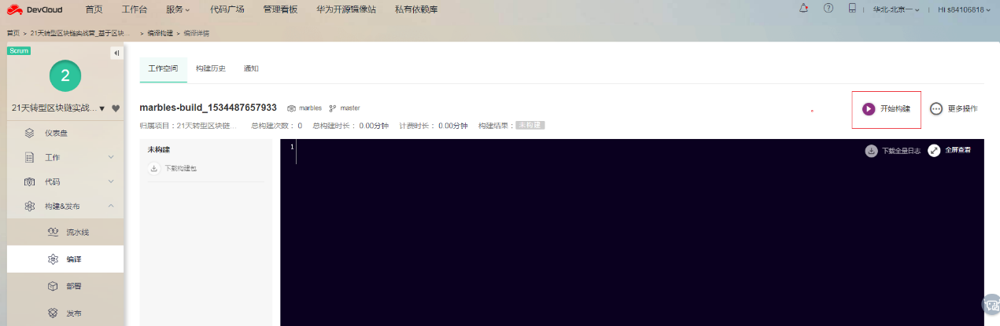 DevCloud 首页 工作台 服务 代码广场 管理看板 华为开源镜像站 私有依赖库 华北-北京一 Hi s84106818
首页 > 21天转型区块链实战营_基于区块... > 编译构建 > 编译详情
Scrum
2
21天转型区块链实战...
仪表盘
工作
代码
构建&发布
流水线
编译
部署
发布
工作空间 构建历史 通知
marbles-build_1534487657933 marbles master
开始构建 更多操作
归属项目：21天转型区块链... 总构建次数： 0 总构建时长： 0.00分钟 计费时长： 0.00分钟 构建结果： 未构建
未构建
下载构建包
1
下载全量日志 全屏查看